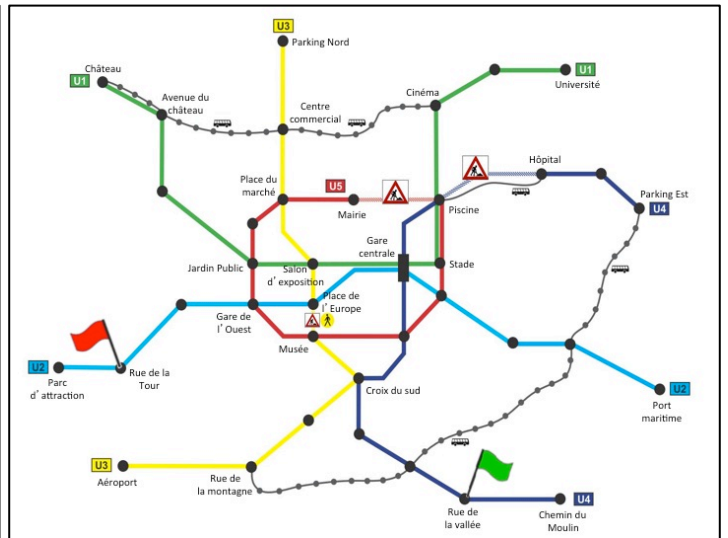 U3
Parking Nord
Château
U1
Avenue du
château
Centre
commercial
Cinéma
U1
Université
Place du
marché
U5
Mairie
Piscine
Hôpital
Parking Est
U4
Gare
centrale
Jardin Public
Salon
d'exposition
Stade
Gare de
l'Ouest
Place de
l'Europe
Musée
U2
Parc
d'attraction
Rue de la
Tour
Croix du sud
U2
Port
maritime
U3
Aéroport
Rue de
la montagne
Rue de
la vallée
U4
Chemin du
Moulin